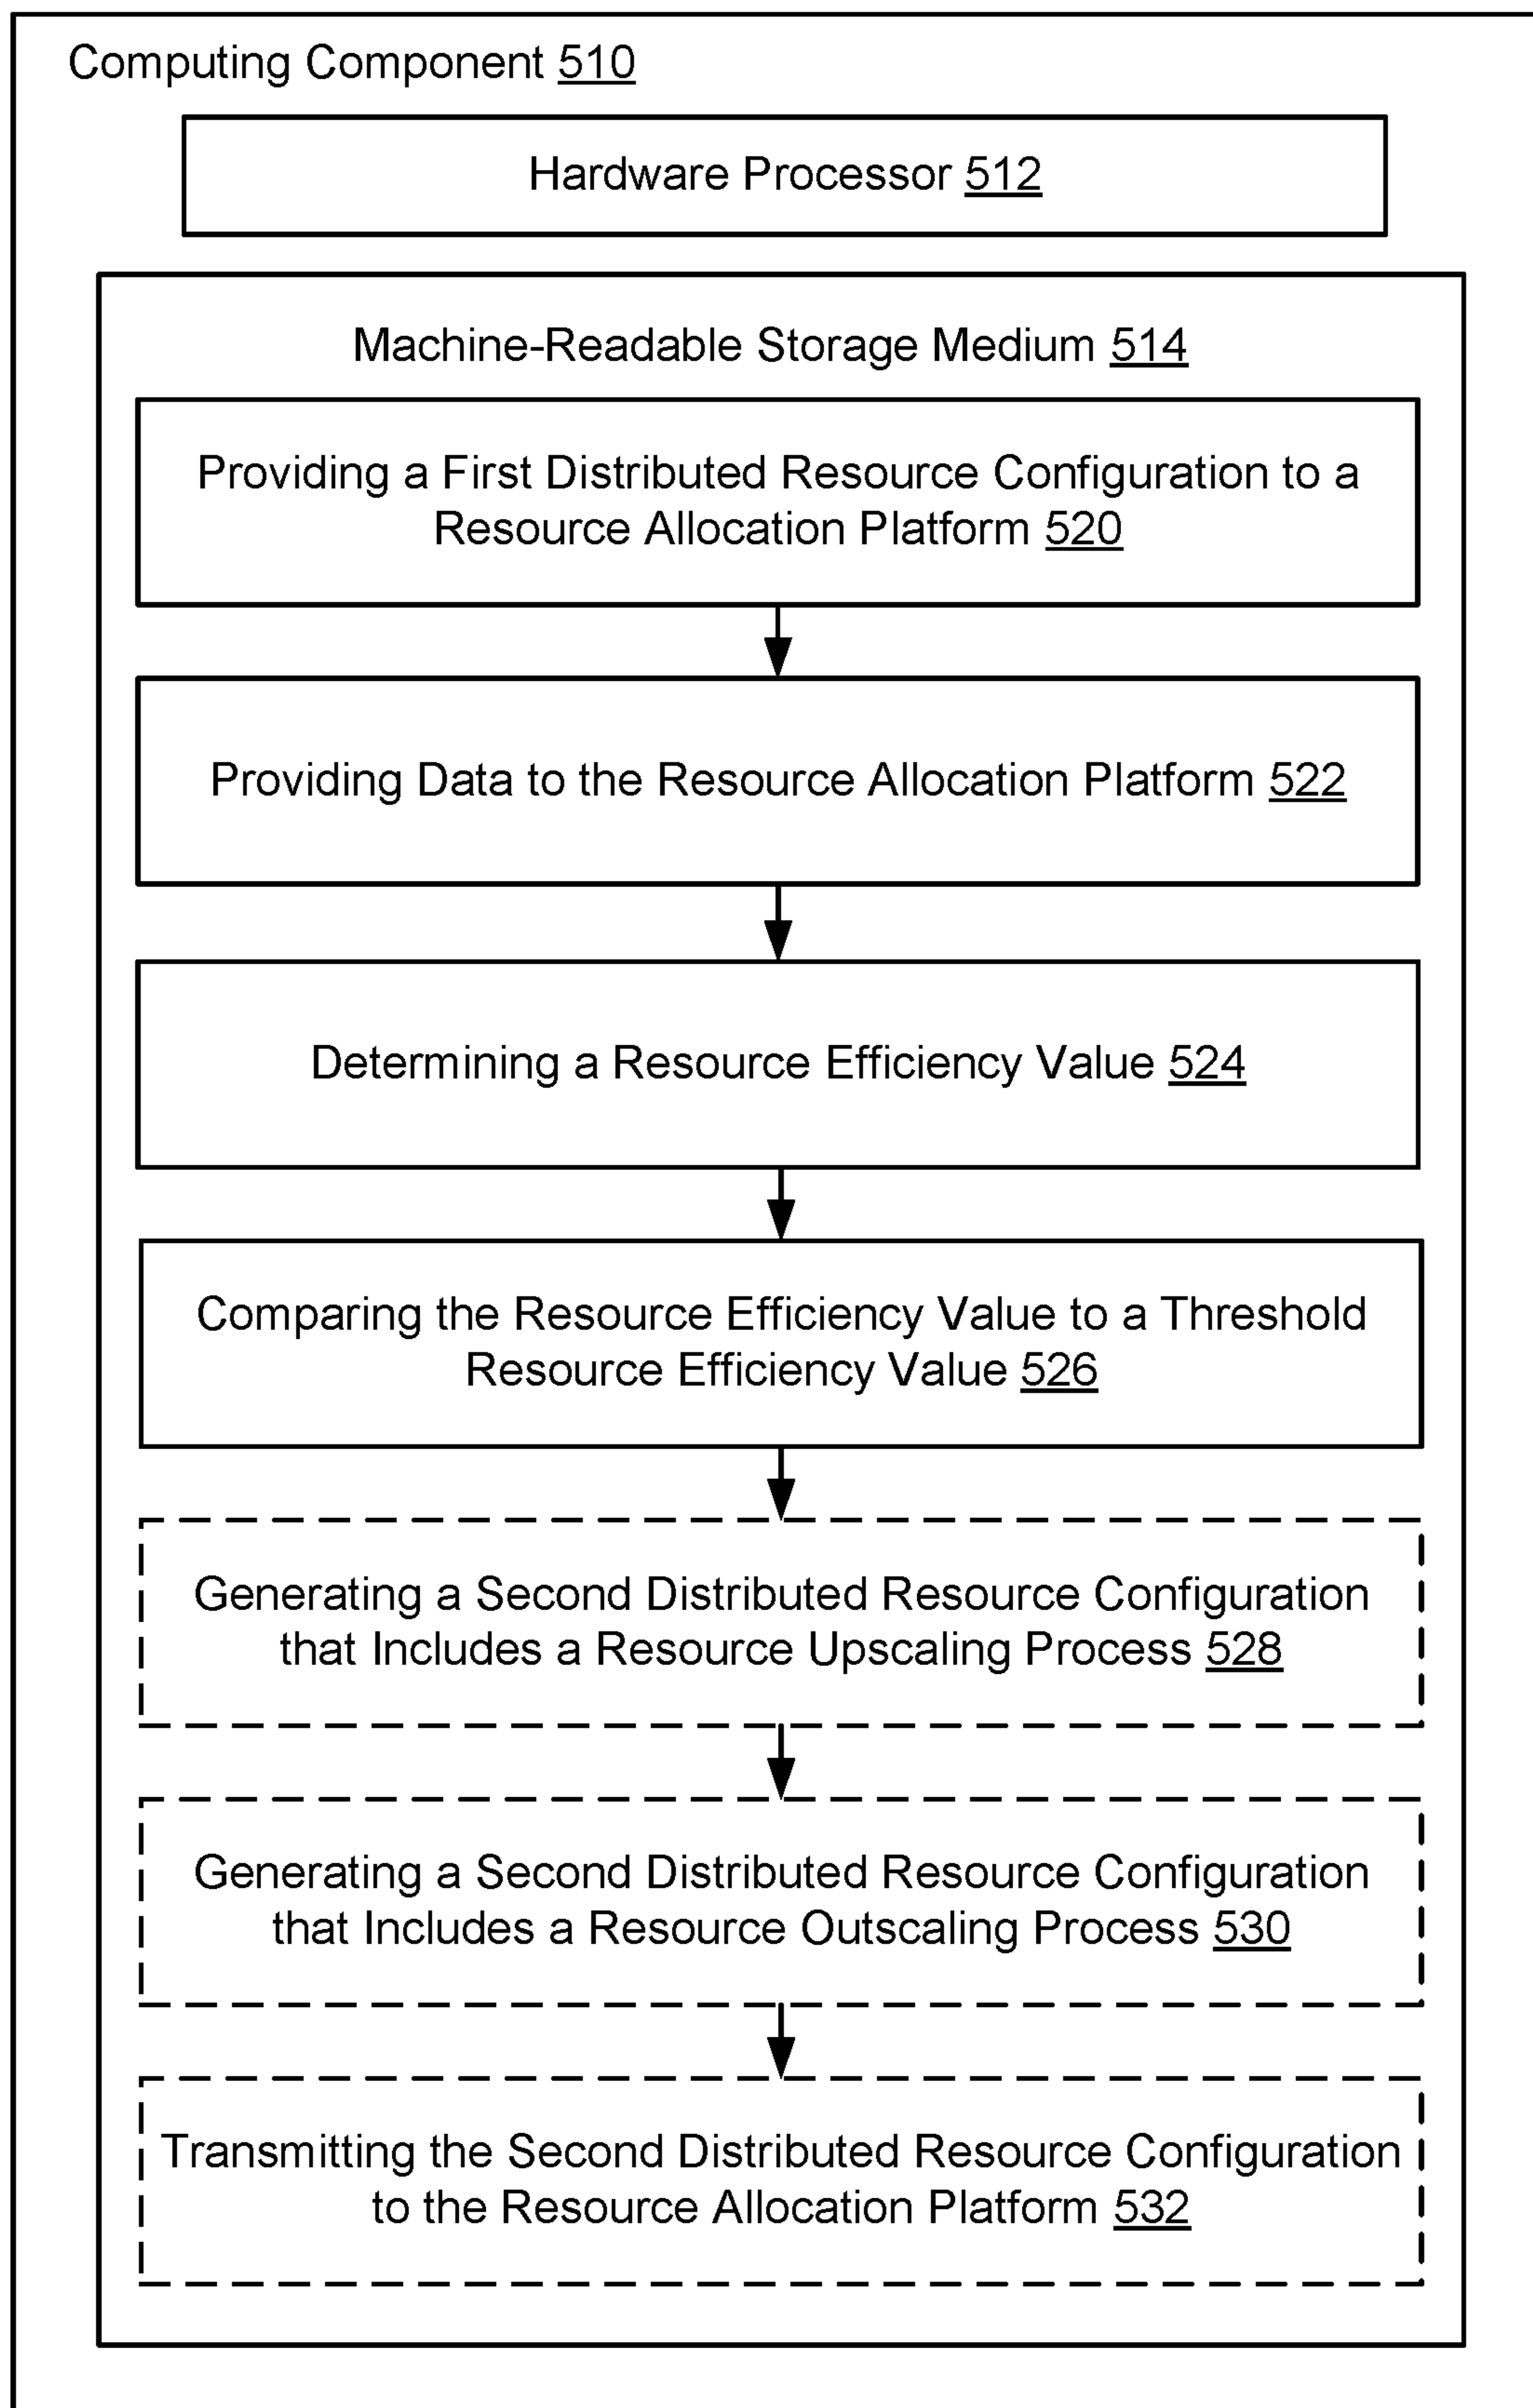 Computing Component 510
Hardware Processor 512
Machine-Readable Storage Medium 514
Providing a First Distributed Resource Configuration to a
Resource Allocation Platform 520
Providing Data to the Resource Allocation Platform 522
Determining a Resource Efficiency Value 524
Comparing the Resource Efficiency Value to a Threshold
Resource Efficiency Value 526
Generating a Second Distributed Resource Configuration
that Includes a Resource Upscaling Process 528
Generating a Second Distributed Resource Configuration
that Includes a Resource Outscaling Process 530
Transmitting the Second Distributed Resource Configuration
to the Resource Allocation Platform 532